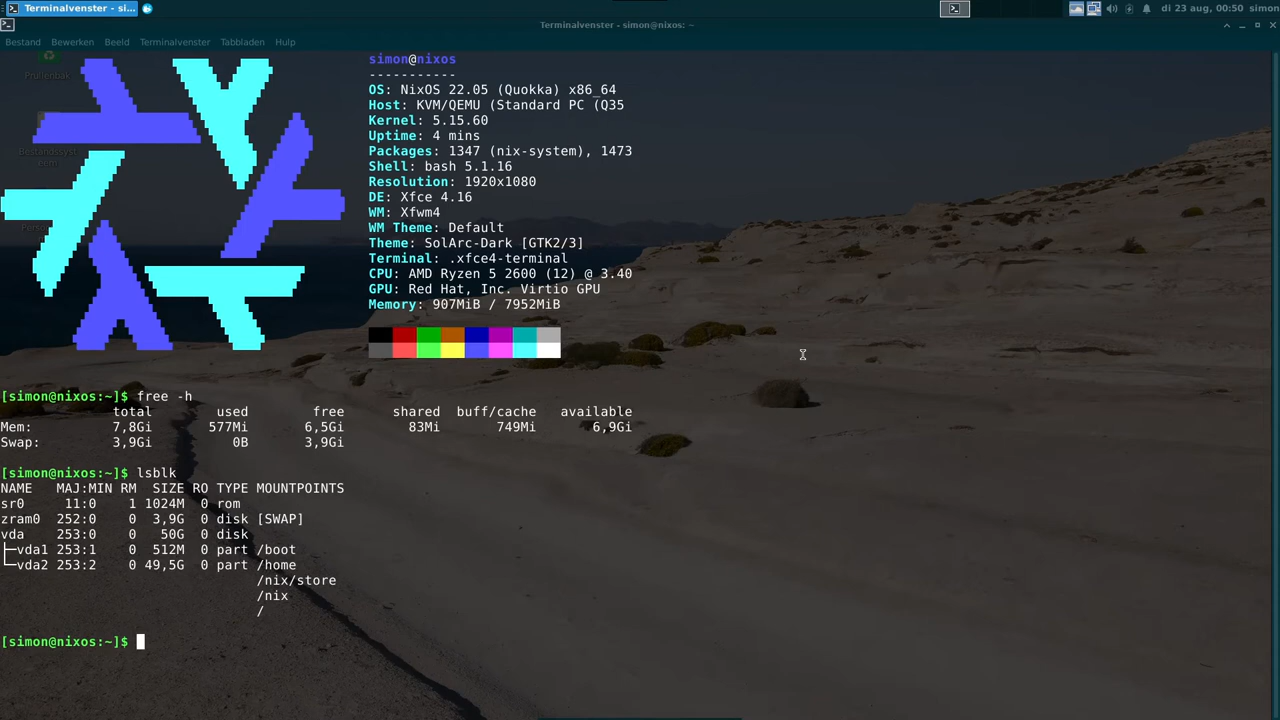 Terminalvenster - si...
di 23 aug, 00:50 simon
Terminalvenster - simon@nixos: ~
Bestand Bewerken Beeld Terminalvenster Tabbladen Hulp
Prullenbak
simon@nixos
-----------
OS: NixOS 22.05 (Quokka) x86_64
Host: KVM/QEMU (Standard PC (Q35
Kernel: 5.15.60
Uptime: 4 mins
Packages: 1347 (nix-system), 1473
Shell: bash 5.1.16
Resolution: 1920x1080
DE: Xfce 4.16
WM: Xfwm4
WM Theme: Default
Theme: SolArc-Dark [GTK2/3]
Terminal: .xfce4-terminal
CPU: AMD Ryzen 5 2600 (12) @ 3.40
GPU: Red Hat, Inc. Virtio GPU
Memory: 907MiB / 7952MiB
[simon@nixos:~]$ free -h
total used free shared buff/cache available
Mem: 7,8Gi 577Mi 6,5Gi 83Mi 749Mi 6,9Gi
Swap: 3,9Gi 0B 3,9Gi
[simon@nixos:~]$ lsblk
NAME MAJ:MIN RM SIZE RO TYPE MOUNTPOINTS
sr0 11:0 1 1024M 0 rom
zram0 252:0 0 3,9G 0 disk [SWAP]
vda 253:0 0 50G 0 disk
├─vda1 253:1 0 512M 0 part /boot
└─vda2 253:2 0 49,5G 0 part /home
/nix/store
/nix
/
[simon@nixos:~]$